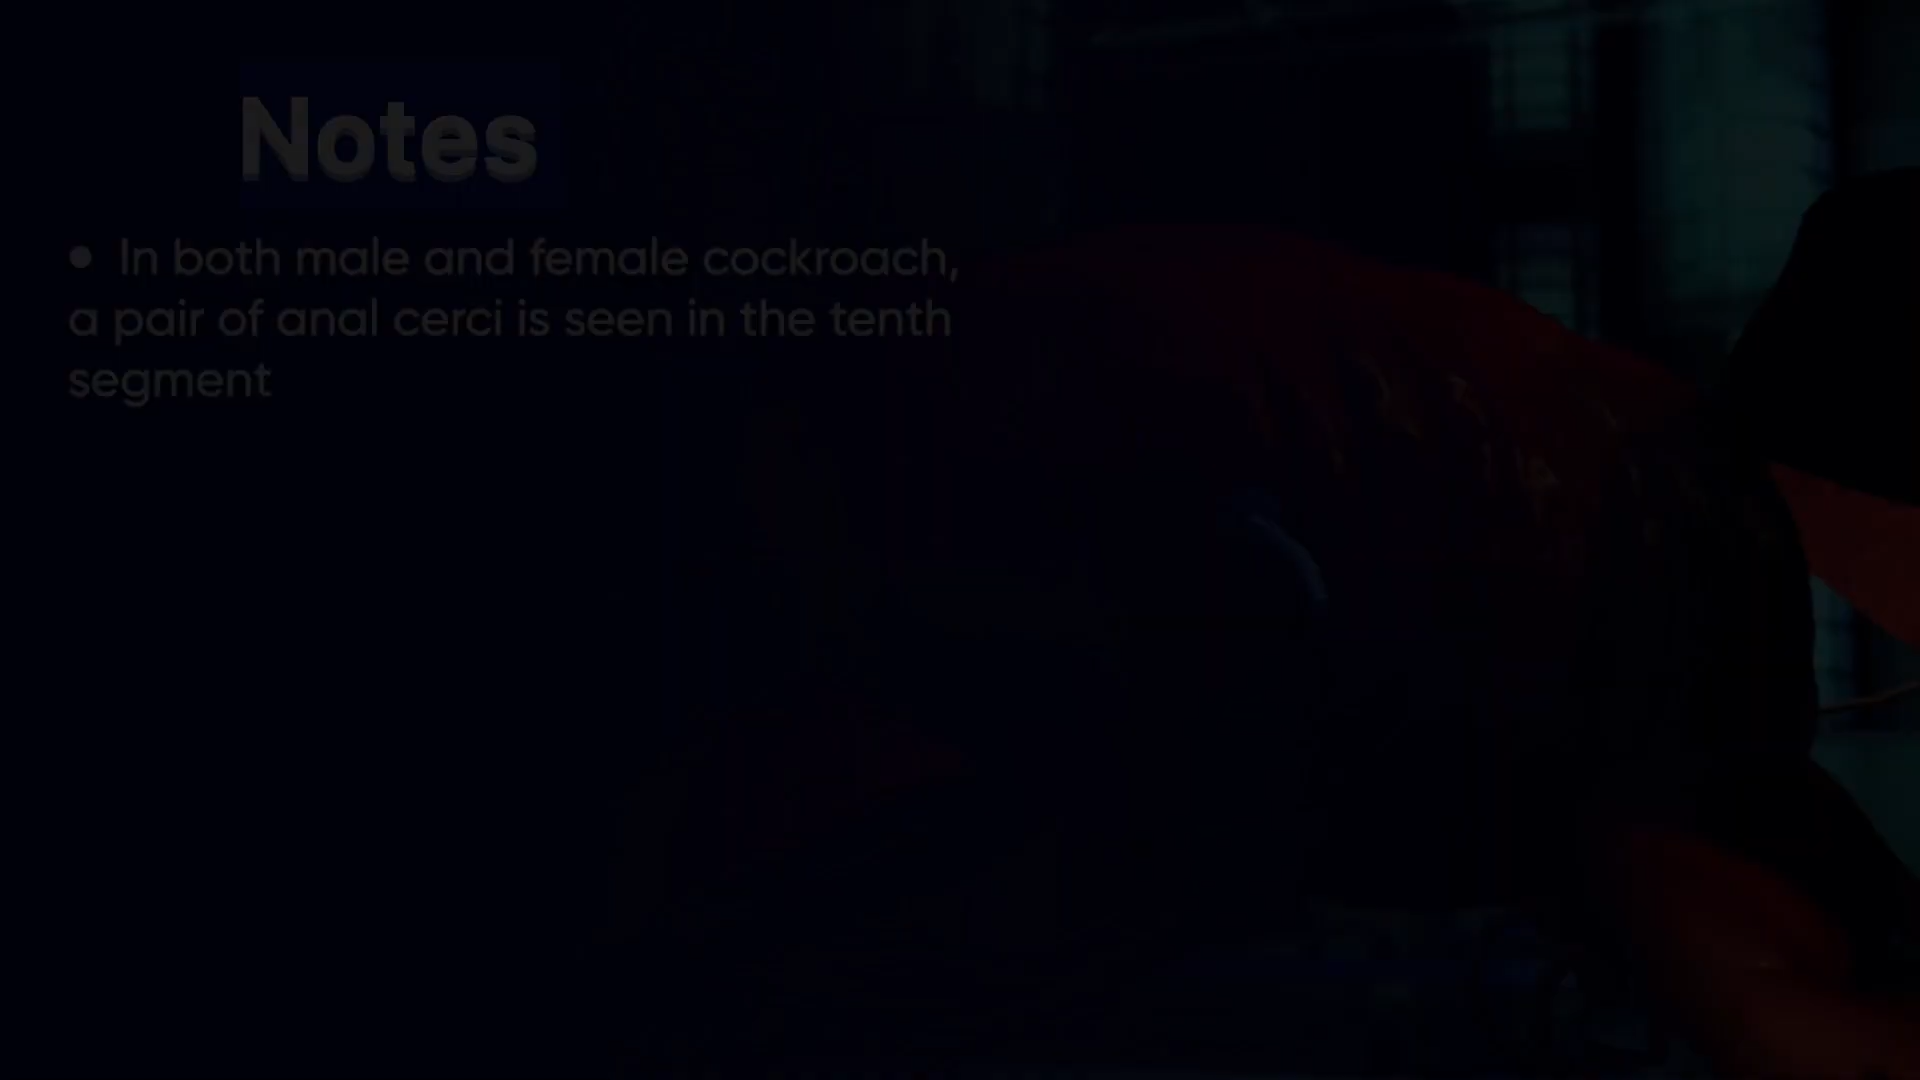 Notes
● In both male and female cockroach,
a pair of anal cerci is seen in the tenth
segment